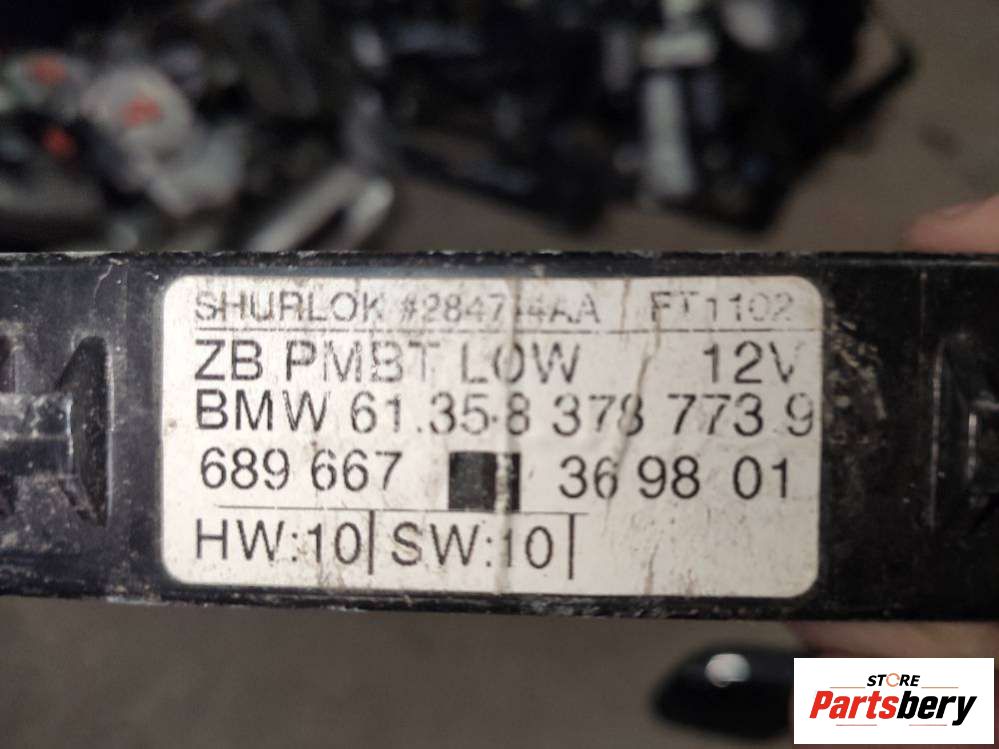 SHURLOK #284714AA FT1102
ZB PMBT LOW 12V
BMW 61.35-8 378 773 9
689 667 36 98 01
HW:10 SW:10
STORE
Partsbery